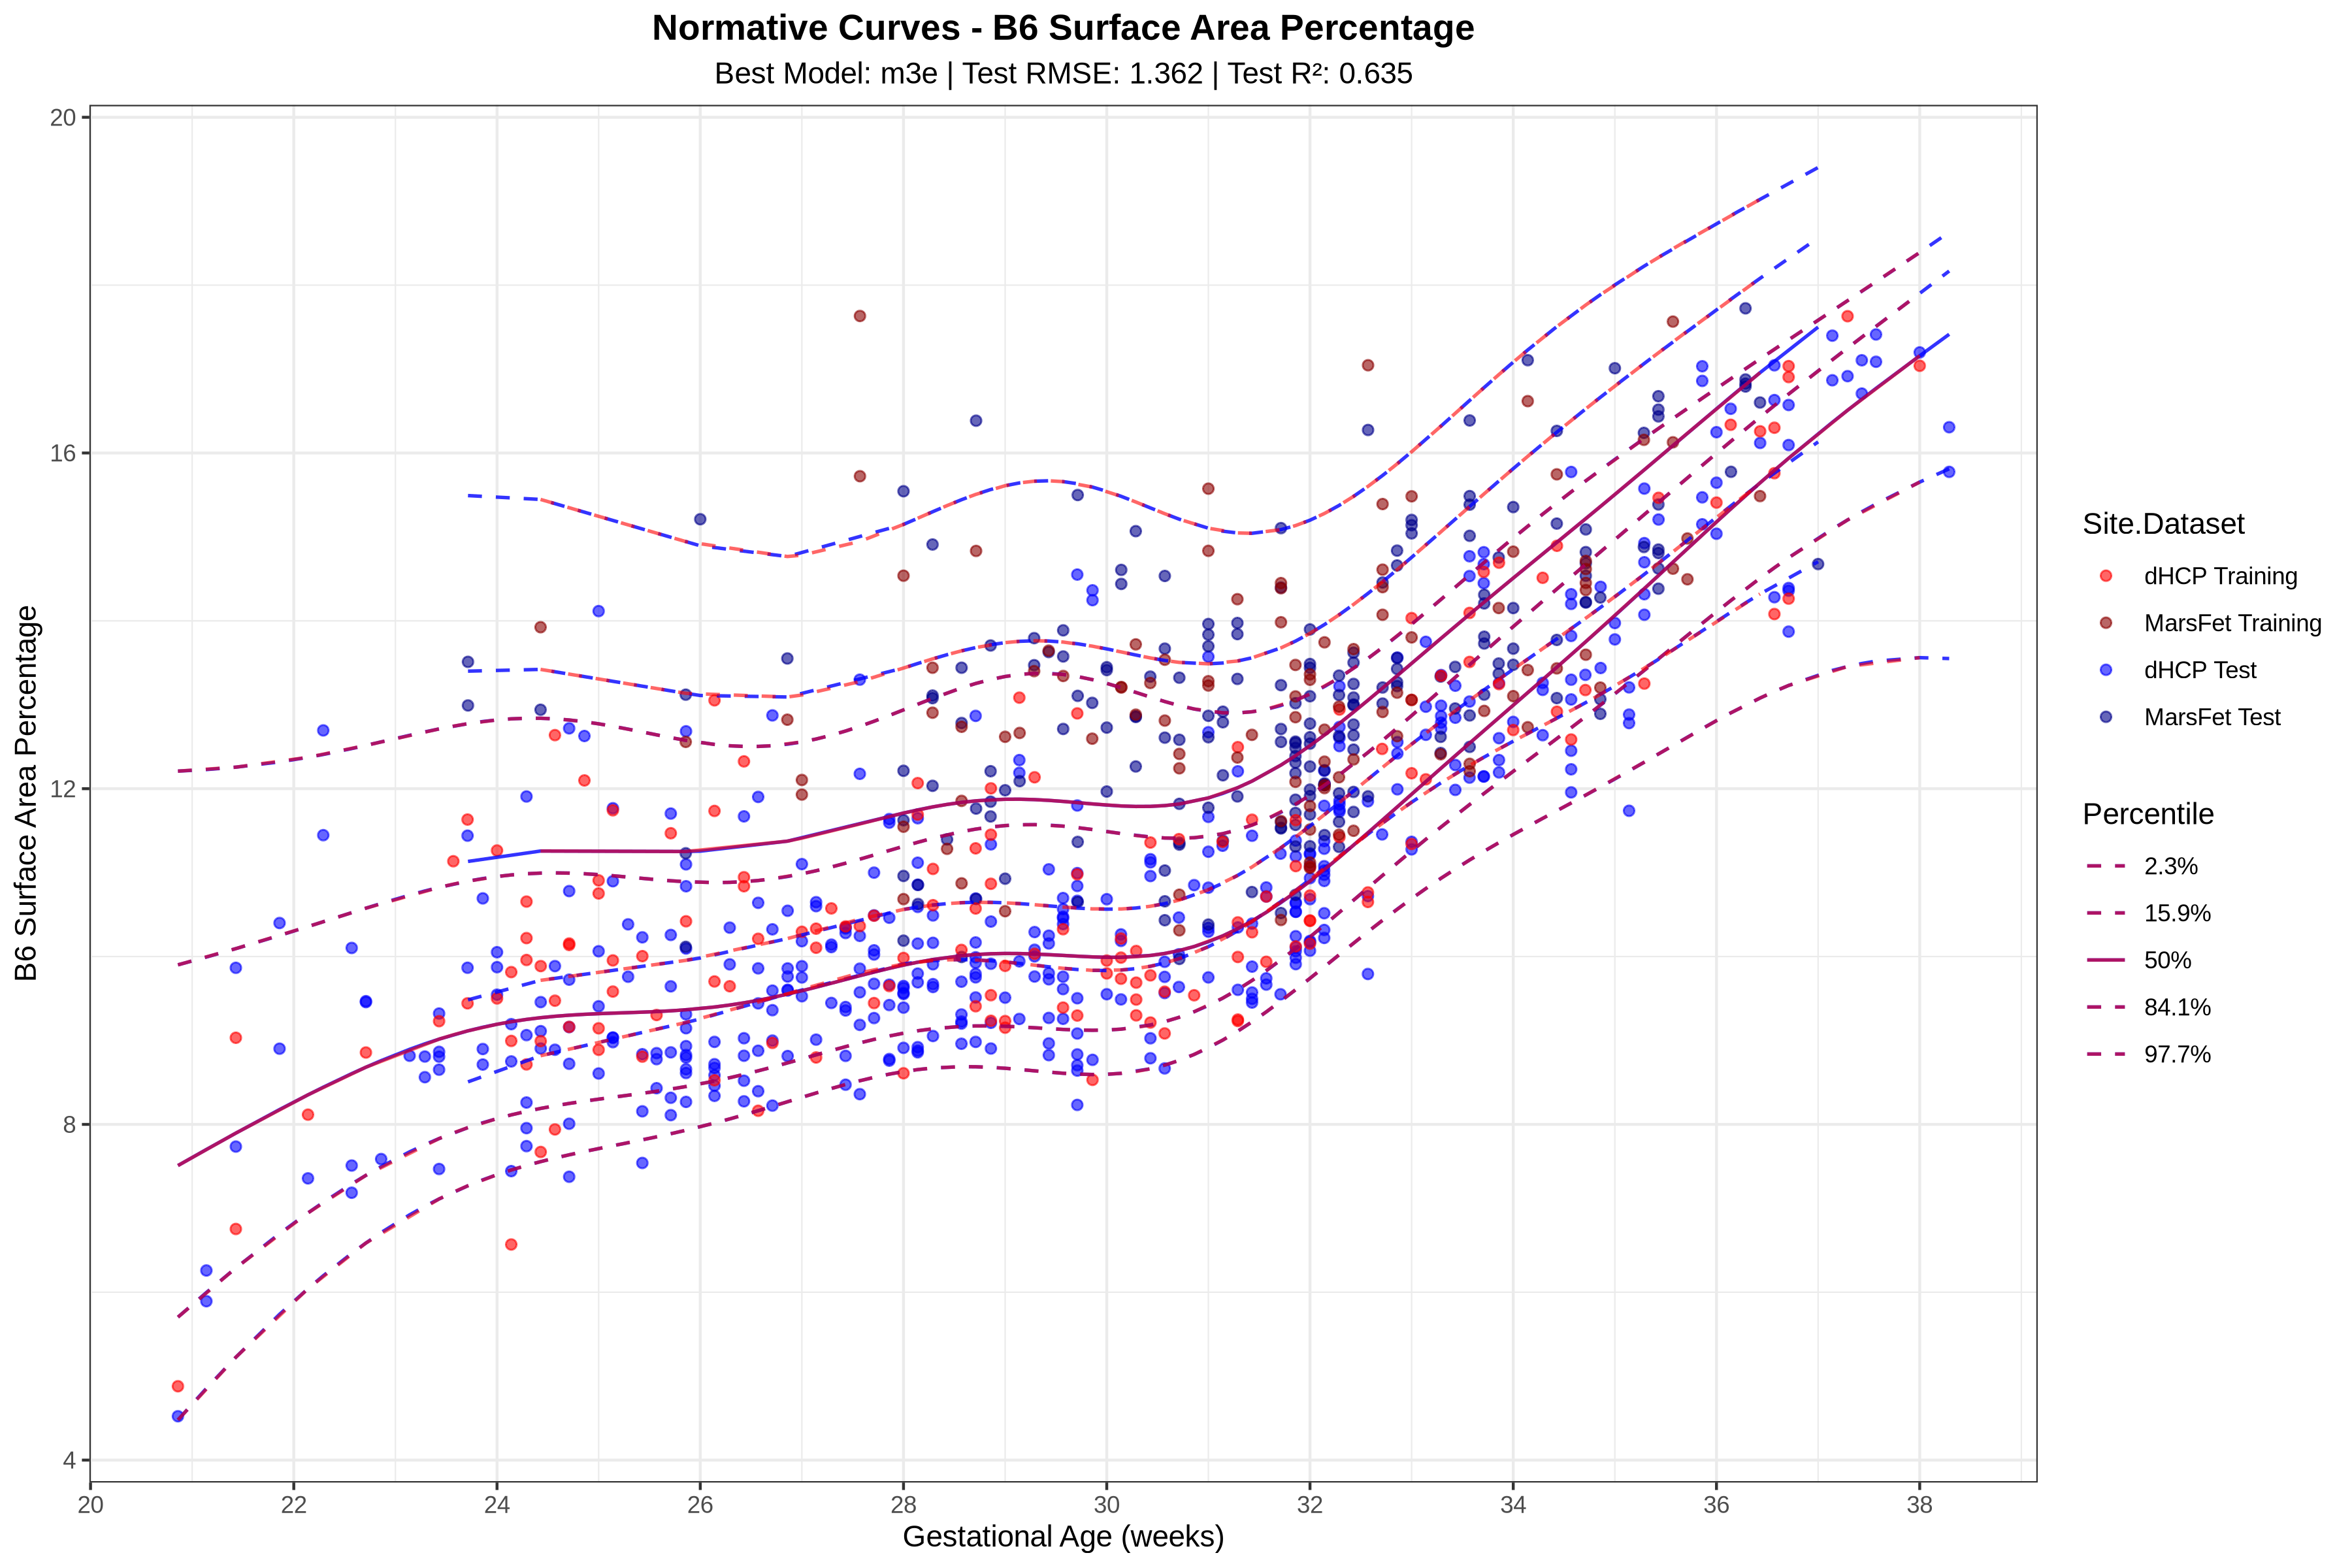 Normative Curves - B6 Surface Area Percentage
Best Model: m3e | Test RMSE: 1.362 | Test R²: 0.635
B6 Surface Area Percentage
20
16
12
8
4
20 22 24 26 28 30 32 34 36 38
Gestational Age (weeks)
Site.Dataset
dHCP Training
MarsFet Training
dHCP Test
MarsFet Test
Percentile
2.3%
15.9%
50%
84.1%
97.7%